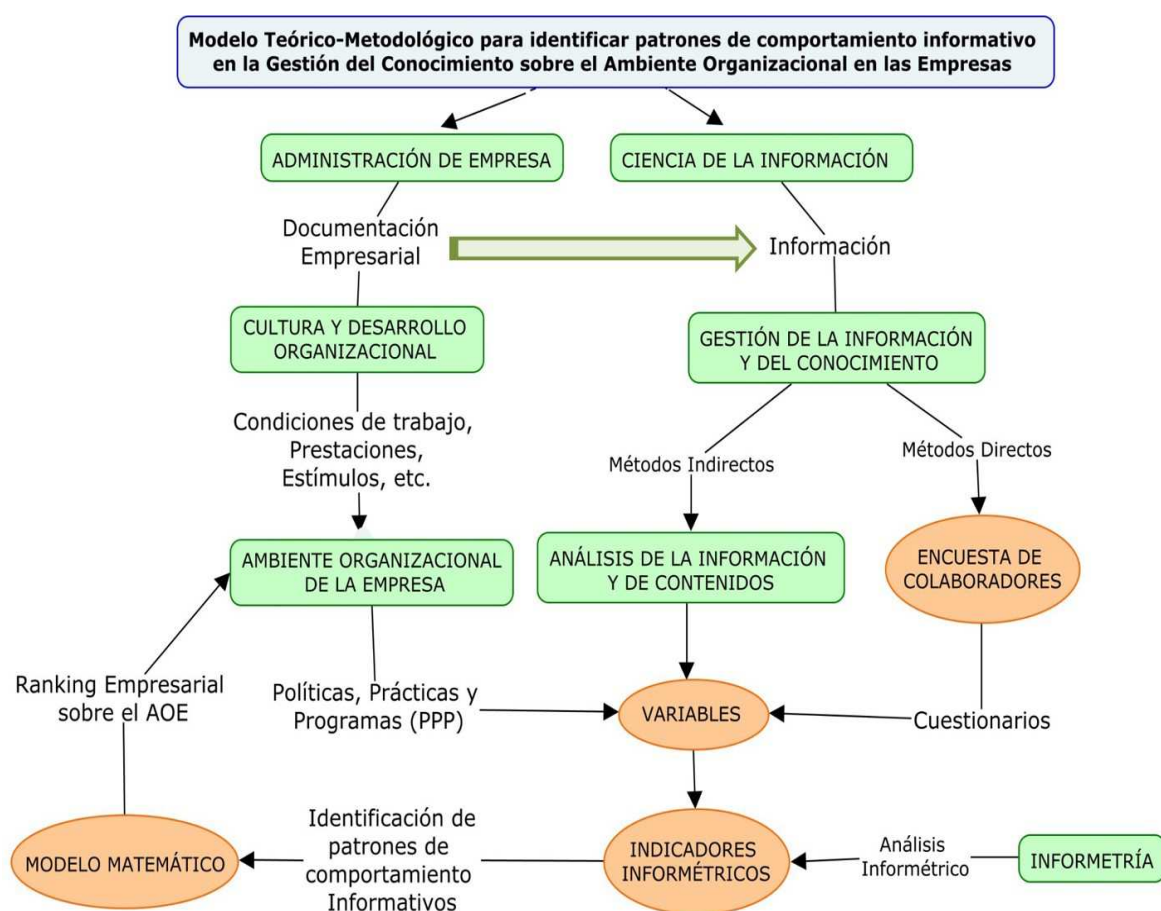 Modelo Teórico-Metodológico para identificar patrones de comportamiento informativo
en la Gestión del Conocimiento sobre el Ambiente Organizacional en las Empresas
ADMINISTRACIÓN DE EMPRESA
CIENCIA DE LA INFORMACIÓN
Documentación
Empresarial
Información
CULTURA Y DESARROLLO
ORGANIZACIONAL
GESTIÓN DE LA INFORMACIÓN
Y DEL CONOCIMIENTO
Condiciones de trabajo,
Prestaciones,
Estímulos, etc.
Métodos Indirectos
Métodos Directos
AMBIENTE ORGANIZACIONAL
DE LA EMPRESA
ANÁLISIS DE LA INFORMACIÓN
Y DE CONTENIDOS
ENCUESTA DE
COLABORADORES
Ranking Empresarial
sobre el AOE
Políticas, Prácticas y
Programas (PPP)
VARIABLES
Cuestionarios
MODELO MATEMÁTICO
Identificación de
patrones de
comportamiento
Informativos
INDICADORES
INFORMÉTRICOS
Análisis
Informétrico
INFORMETRÍA